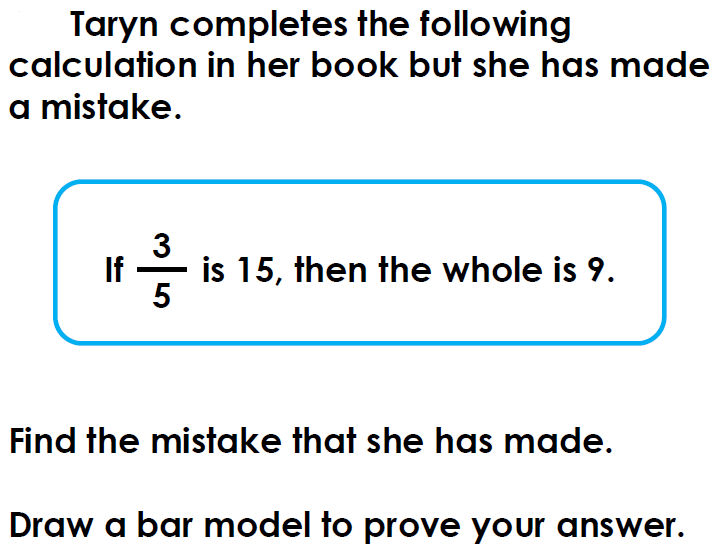 Taryn completes the following
calculation in her book but she has made
a mistake.
If 3/5 is 15, then the whole is 9.
Find the mistake that she has made.
Draw a bar model to prove your answer.